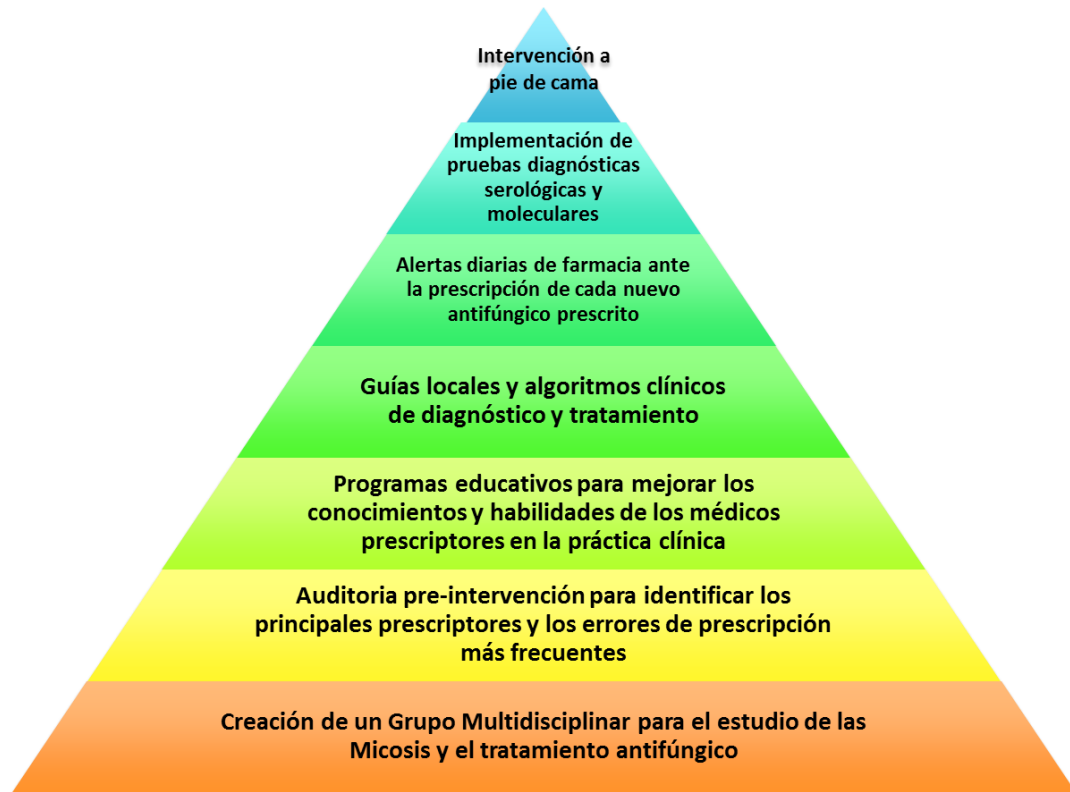 Intervención a
pie de cama
Implementación de
pruebas diagnósticas
serológicas y
moleculares
Alertas diarias de farmacia ante
la prescripción de cada nuevo
antifúngico prescrito
Guías locales y algoritmos clínicos
de diagnóstico y tratamiento
Programas educativos para mejorar los
conocimientos y habilidades de los médicos
prescriptores en la práctica clínica
Auditoria pre-intervención para identificar los
principales prescriptores y los errores de prescripción
más frecuentes
Creación de un Grupo Multidisciplinar para el estudio de las
Micosis y el tratamiento antifúngico